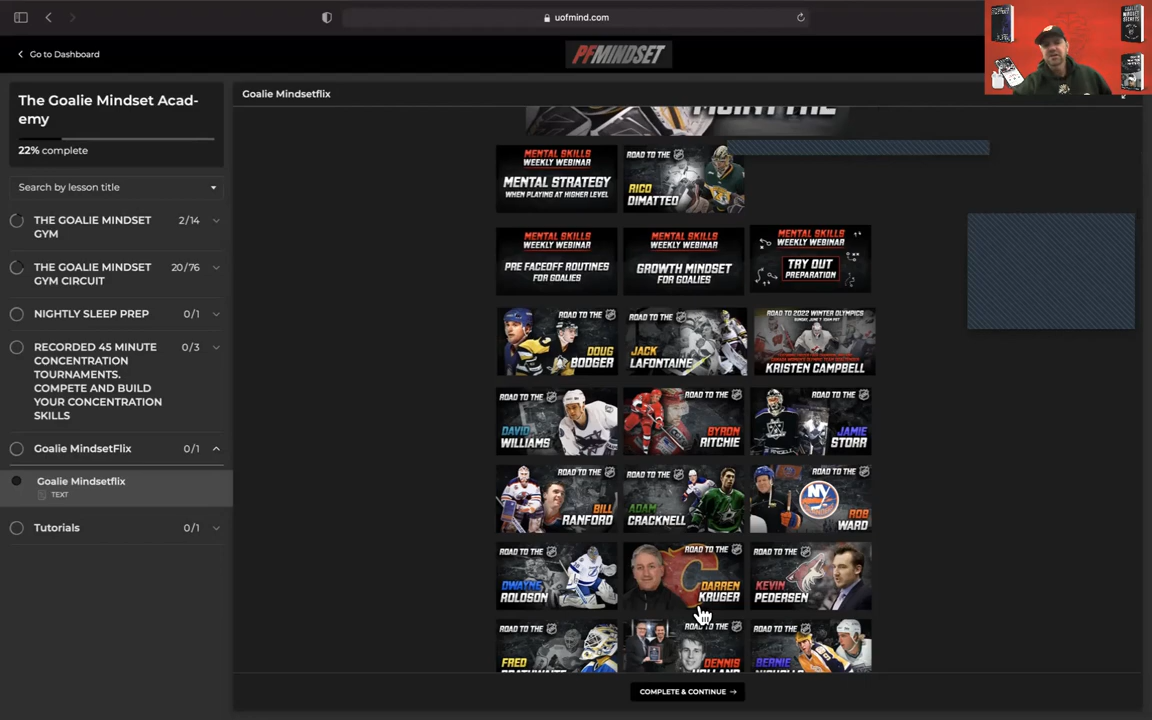 uofmind.com
Go to Dashboard
PFMINDSET
The Goalie Mindset Acad-
emy
22% complete
Search by lesson title
THE GOALIE MINDSET
GYM
2/14
THE GOALIE MINDSET
GYM CIRCUIT
20/76
NIGHTLY SLEEP PREP
0/1
RECORDED 45 MINUTE
CONCENTRATION
TOURNAMENTS.
COMPETE AND BUILD
YOUR CONCENTRATION
SKILLS
0/3
Goalie MindsetFlix
0/1
Goalie Mindsetflix
TEXT
Tutorials
0/1
Goalie Mindsetflix
MENTAL SKILLS
WEEKLY WEBINAR
MENTAL STRATEGY
WHEN PLAYING AT HIGHER LEVEL
ROAD TO THE
RICO
DIMATTEO
MENTAL SKILLS
WEEKLY WEBINAR
PRE FACEOFF ROUTINES
FOR GOALIES
MENTAL SKILLS
WEEKLY WEBINAR
GROWTH MINDSET
FOR GOALIES
MENTAL SKILLS
WEEKLY WEBINAR
TRY OUT
PREPARATION
ROAD TO THE
DOUG
BODGER
ROAD TO THE
JACK
LAFONTAINE
ROAD TO 2022 WINTER OLYMPICS
KRISTEN CAMPBELL
ROAD TO THE
DAVID
WILLIAMS
ROAD TO THE
BYRON
RITCHIE
ROAD TO THE
JAMIE
STORR
ROAD TO THE
BILL
RANFORD
ROAD TO THE
ADAM
CRACKNELL
ROAD TO THE
NY
ROB
WARD
ROAD TO THE
DWAYNE
ROLOSON
ROAD TO THE
DARREN
KRUGER
ROAD TO THE
KEVIN
PEDERSEN
ROAD TO THE
FRED
ROAD TO THE
DENNIS
ROAD TO THE
BERNIE
COMPLETE & CONTINUE →